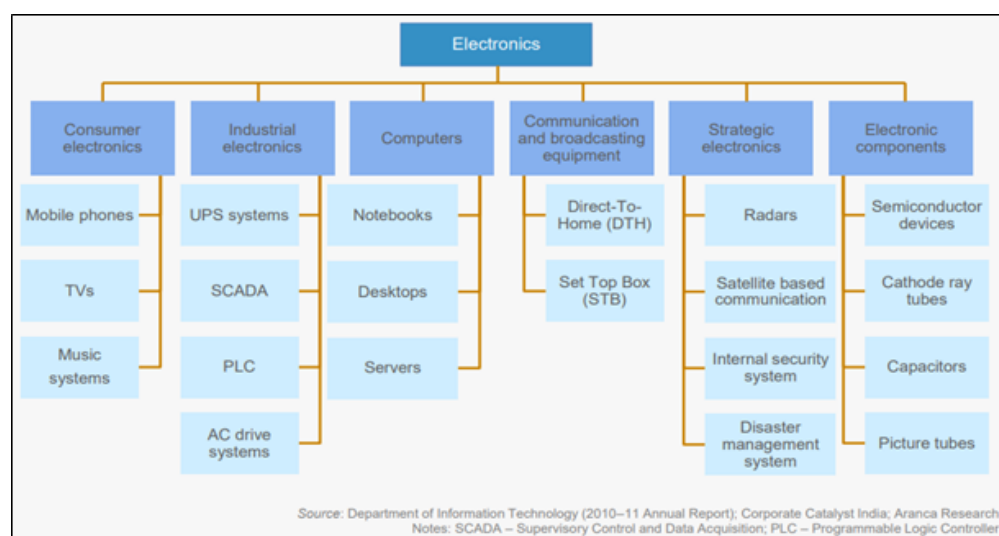 Electronics
Consumer
electronics
Industrial
electronics
Computers
Communication
and broadcasting
equipment
Strategic
electronics
Electronic
components
Mobile phones
TVs
Music
systems
UPS systems
SCADA
PLC
AC drive
systems
Notebooks
Desktops
Servers
Direct-To-
Home (DTH)
Set Top Box
(STB)
Radars
Satellite based
communication
Internal security
system
Disaster
management
system
Semiconductor
devices
Cathode ray
tubes
Capacitors
Picture tubes
Source: Department of Information Technology (2010–11 Annual Report); Corporate Catalyst India; Aranca Research
Notes: SCADA – Supervisory Control and Data Acquisition; PLC – Programmable Logic Controller